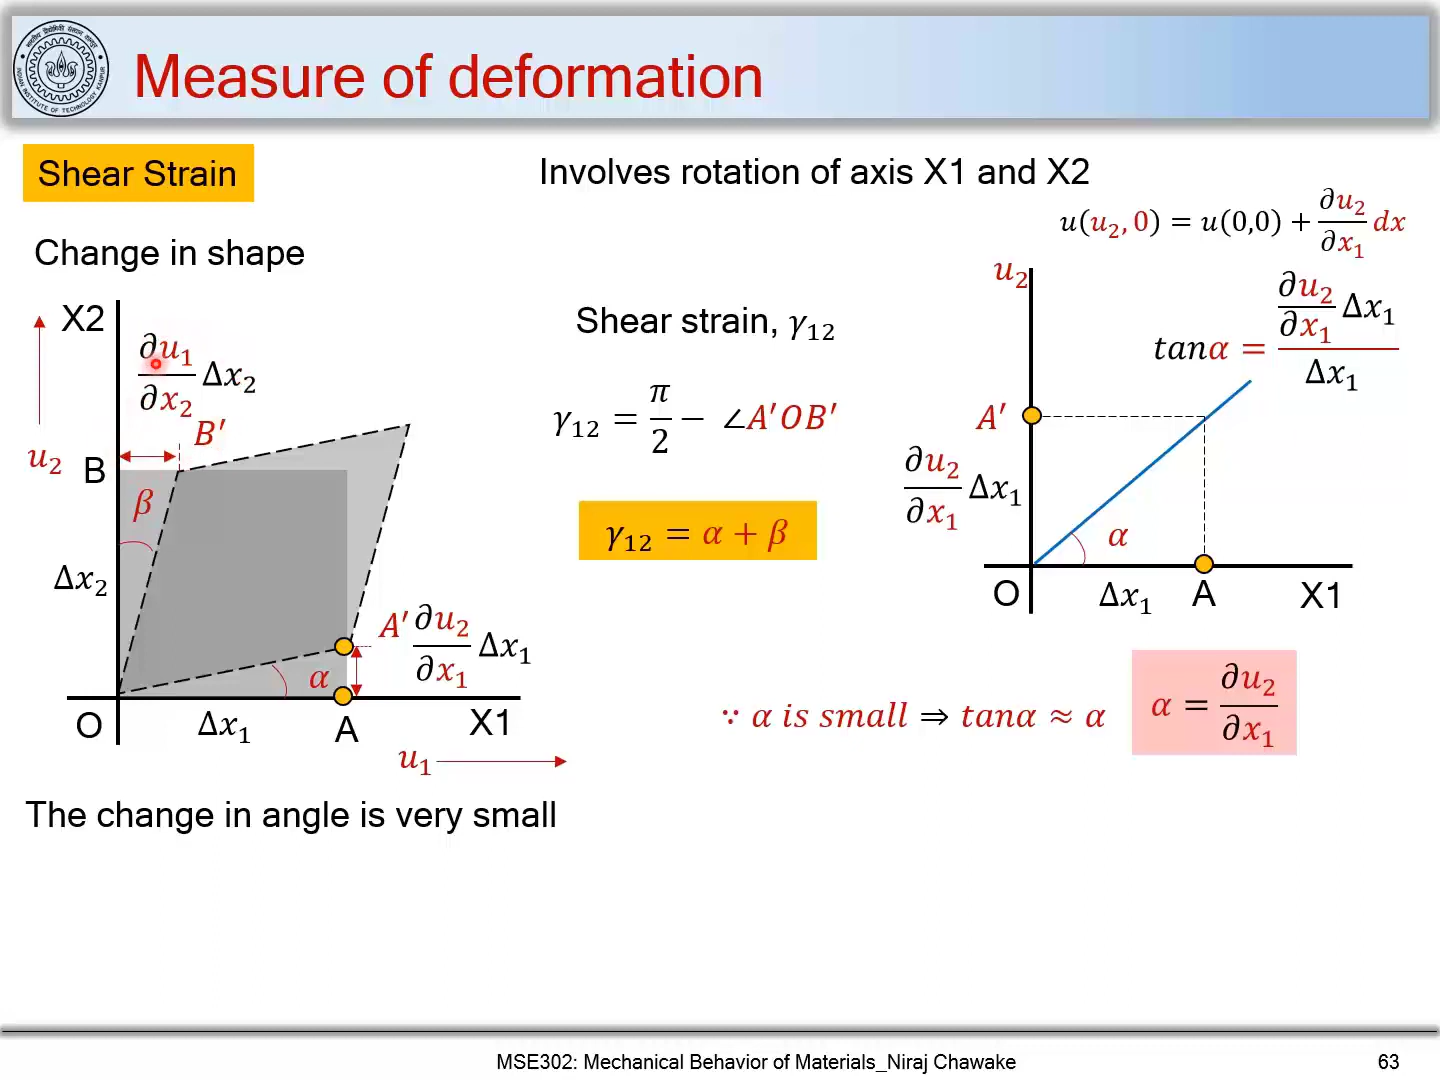 Measure of deformation
Shear Strain
Involves rotation of axis X1 and X2
u(u₂, 0) = u(0,0) + ∂u₂/∂x₁ dx
Change in shape
X2
u₂
∂u₁/∂x₂ Δx₂
B′
B
β
Δx₂
A′
∂u₂/∂x₁ Δx₁
α
O
Δx₁
A
X1
u₁
The change in angle is very small
Shear strain, γ₁₂
γ₁₂ = π/2 − ∠A′OB′
γ₁₂ = α + β
u₂
tanα = (∂u₂/∂x₁ Δx₁)/Δx₁
A′
∂u₂/∂x₁ Δx₁
α
O
Δx₁
A
X1
∵ α is small ⇒ tanα ≈ α
α = ∂u₂/∂x₁
MSE302: Mechanical Behavior of Materials_Niraj Chawake
63